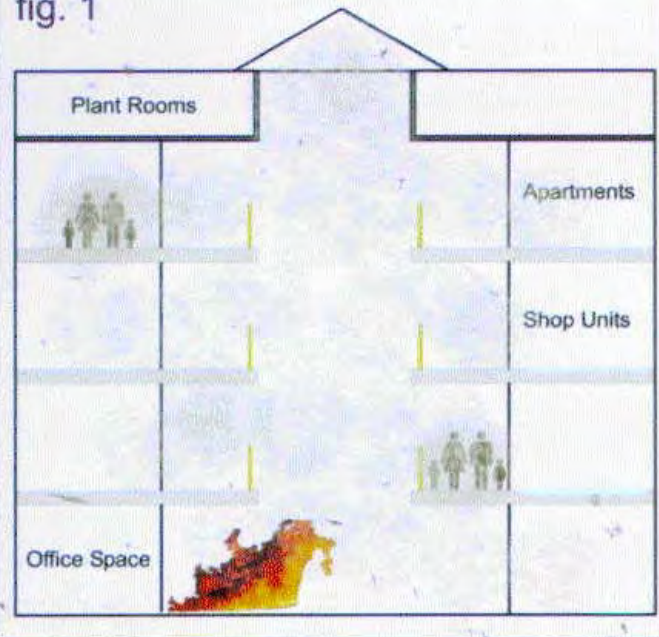 fig. 1
Plant Rooms
Apartments
Shop Units
Office Space